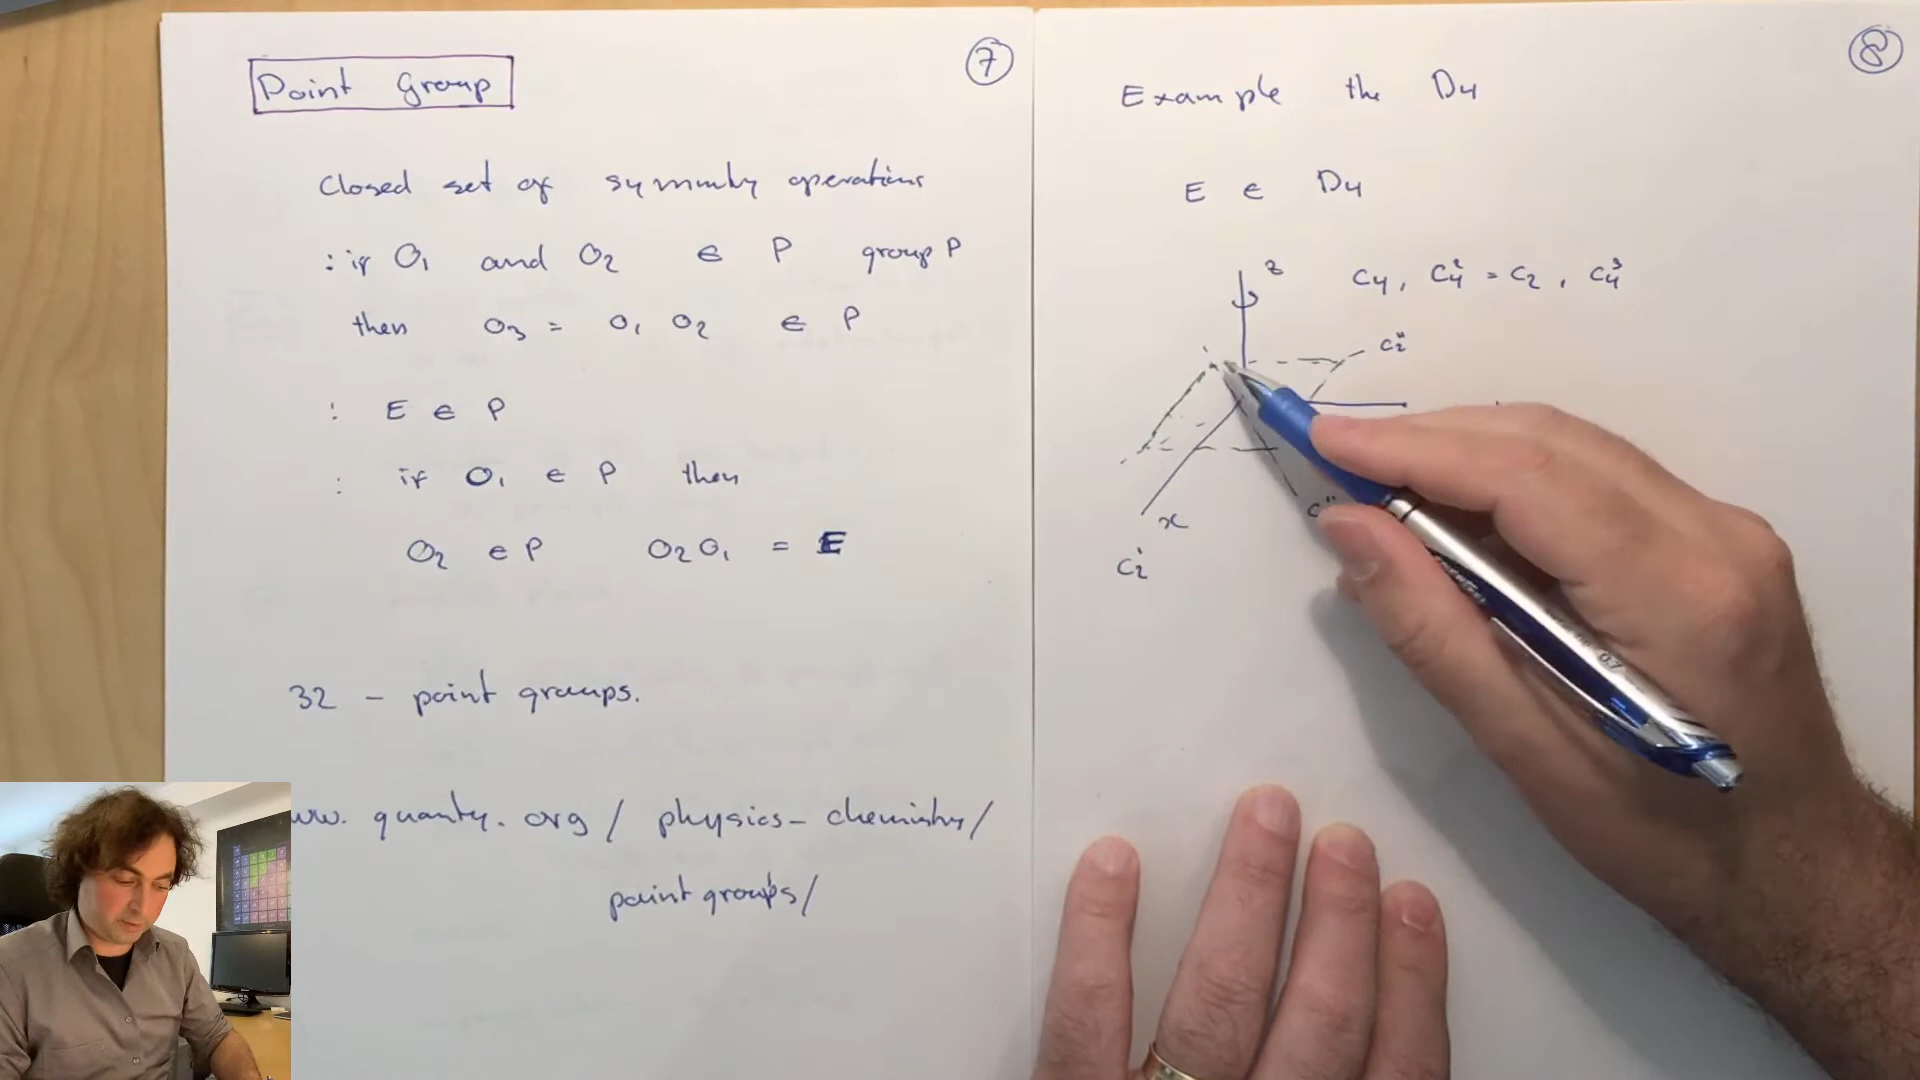 Point Group
7
Closed set of symmetry operations
: if O₁ and O₂ ∈ P group P
then O₃ = O₁ O₂ ∈ P
: E ∈ P
: if O₁ ∈ P then
O₂ ∈ P O₂O₁ = E
32 - point groups.
ww. quanty.org / physics-chemistry/
point groups/
8
Example the D₄
E ∈ D₄
z
C₄, C₄² = C₂, C₄³
C₂"
C"
x
C₂'